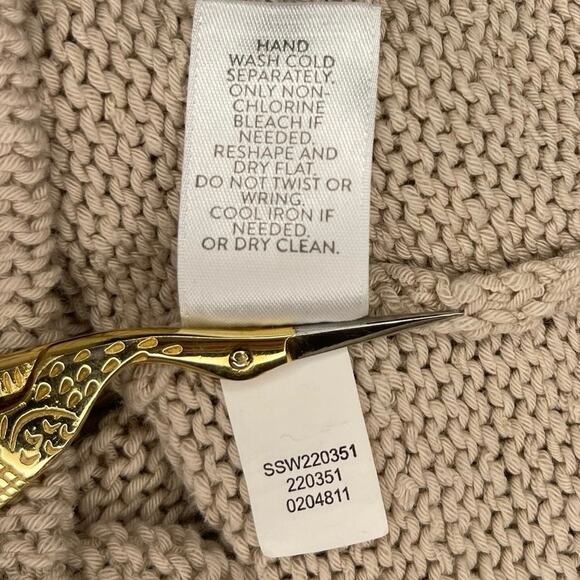 HAND
WASH COLD
SEPARATELY.
ONLY NON-
CHLORINE
BLEACH IF
NEEDED.
RESHAPE AND
DRY FLAT.
DO NOT TWIST OR
WRING.
COOL IRON IF
NEEDED.
OR DRY CLEAN.
SSW220351
220351
0204811